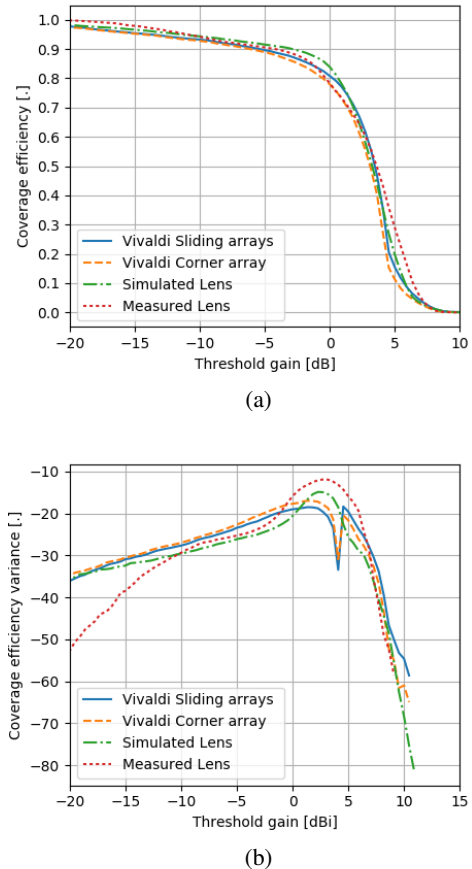 1.0
0.9
0.8
0.7
0.6
0.5
0.4
0.3
0.2
0.1
0.0
Coverage efficiency [.]
Vivaldi Sliding arrays
Vivaldi Corner array
Simulated Lens
Measured Lens
−20 −15 −10 −5 0 5 10
Threshold gain [dB]
(a)
−10
−20
−30
−40
−50
−60
−70
−80
Coverage efficiency variance [.]
Vivaldi Sliding arrays
Vivaldi Corner array
Simulated Lens
Measured Lens
−20 −15 −10 −5 0 5 10 15
Threshold gain [dBi]
(b)